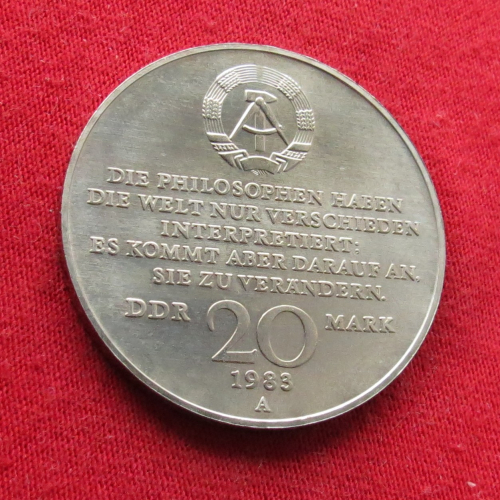 DIE PHILOSOPHEN HABEN
DIE WELT NUR VERSCHIEDEN
INTERPRETIERT:
ES KOMMT ABER DARAUF AN,
SIE ZU VERÄNDERN.
DDR 20 MARK
1983
A